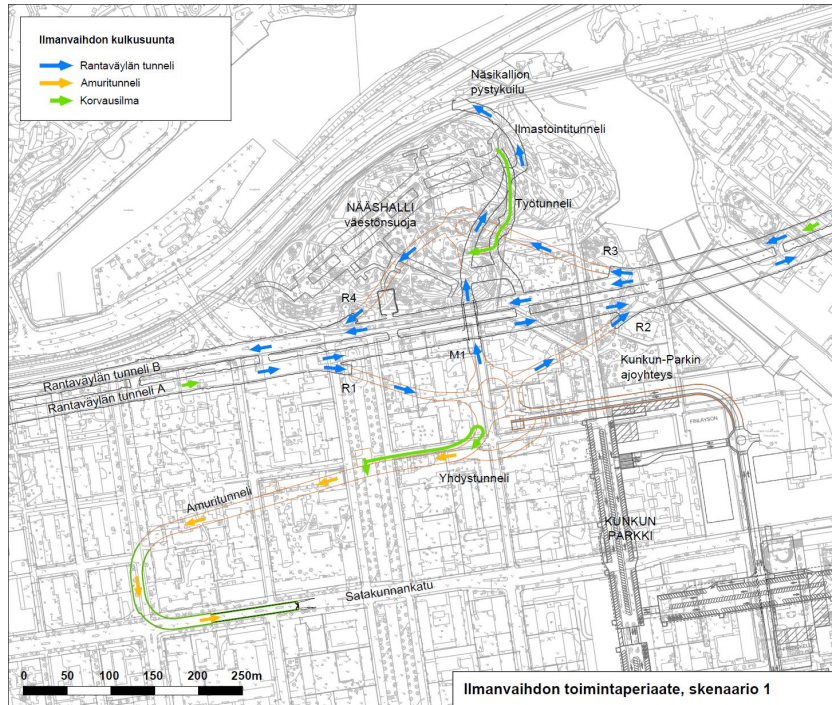 Ilmanvaihdon kulkusuunta
Rantaväylän tunneli
Amuritunneli
Korvausilma
Näsikallion
pystykuilu
Ilmastointitunneli
Työtunneli
NÄÄSHALLI
väestönsuoja
R3
R4
R2
M1
Kunkun-Parkin
ajoyhteys
Rantaväylän tunneli B
Rantaväylän tunneli A
R1
FINLAYSON
Yhdystunneli
Amuritunneli
KUNKUN
PARKKI
Satakunnankatu
0 50 100 150 200 250m
Ilmanvaihdon toimintaperiaate, skenaario 1